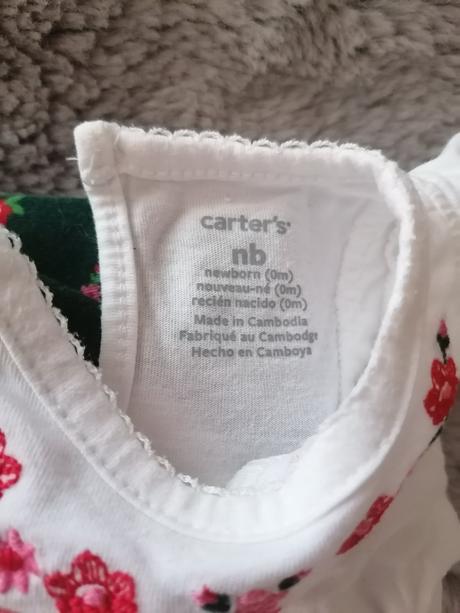 carter's
nb
newborn (0m)
nouveau-né (0m)
recién nacido (0m)
Made in Cambodia
Fabriqué au Cambodge
Hecho en Camboya